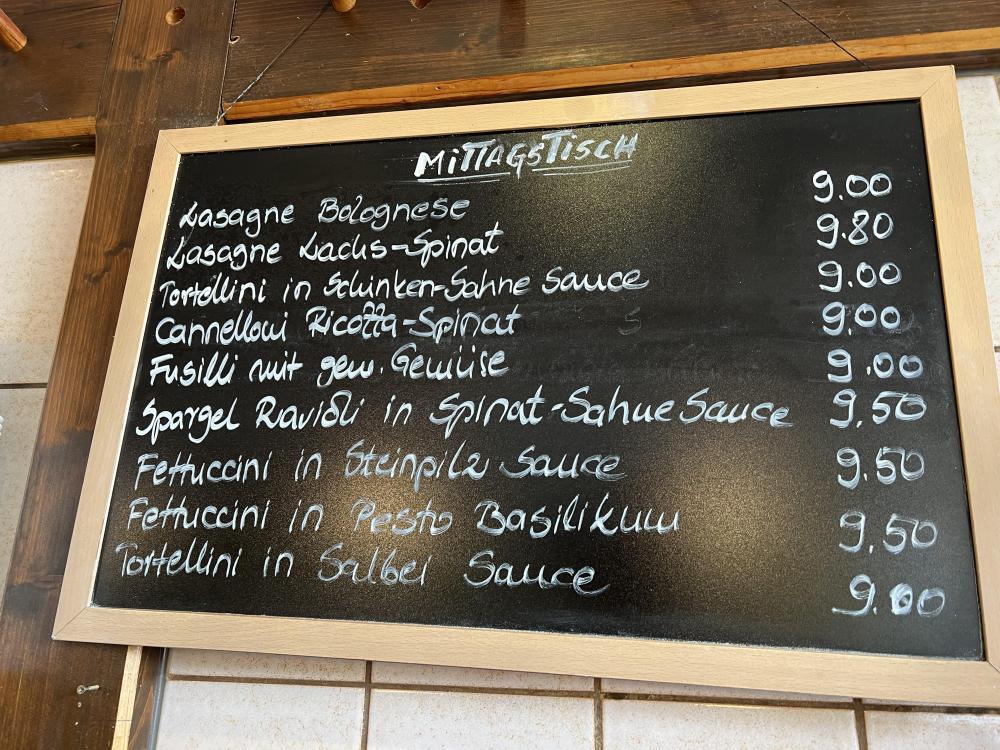 MiTTAGSTiSCH
Lasagne Bolognese 9.00
Lasagne Lachs-Spinat 9.80
Tortellini in Schinken-Sahne Sauce 9.00
Cannelloni Ricotta-Spinat 9.00
Fusilli mit gem. Gemüise 9.00
Spargel Ravioli in Spinat-Sahne Sauce 9.50
Fettuccini in Steinpilz Sauce 9.50
Fettuccini in Pesto Basilikum 9.50
Tortellini in Salbei Sauce 9.00